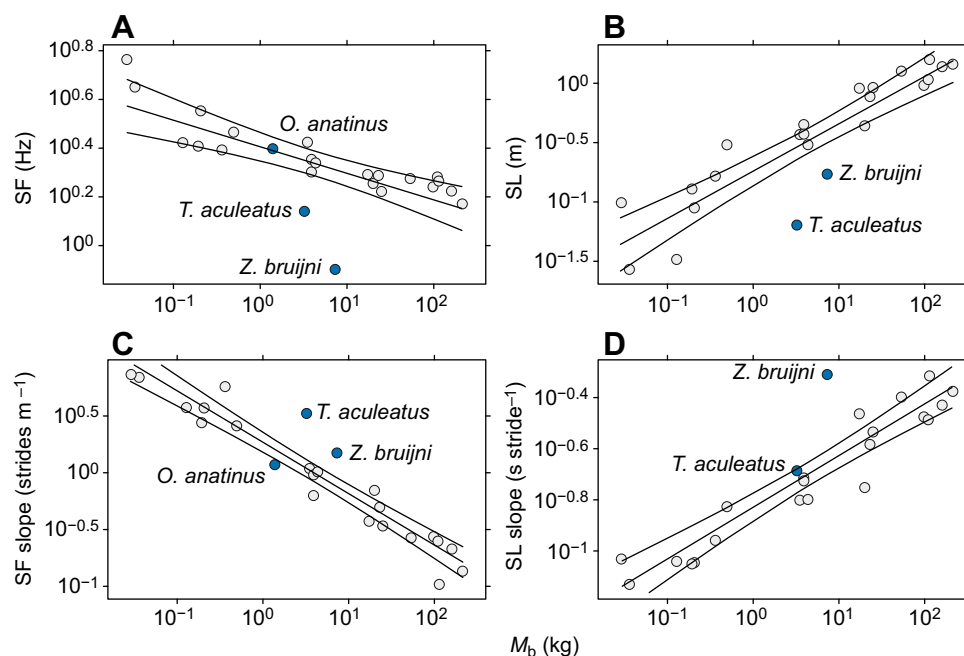 A
SF (Hz)
10^0.8
10^0.6
10^0.4
10^0.2
10^0
O. anatinus
T. aculeatus
Z. bruijni
10^−1 10^0 10^1 10^2
B
SL (m)
10^0
10^−0.5
10^−1
10^−1.5
Z. bruijni
T. aculeatus
10^−1 10^0 10^1 10^2
C
SF slope (strides m^−1)
10^0.5
10^0
10^−0.5
10^−1
T. aculeatus
Z. bruijni
O. anatinus
10^−1 10^0 10^1 10^2
D
SL slope (s stride^−1)
10^−0.4
10^−0.6
10^−0.8
10^−1
Z. bruijni
T. aculeatus
10^−1 10^0 10^1 10^2
M_b (kg)